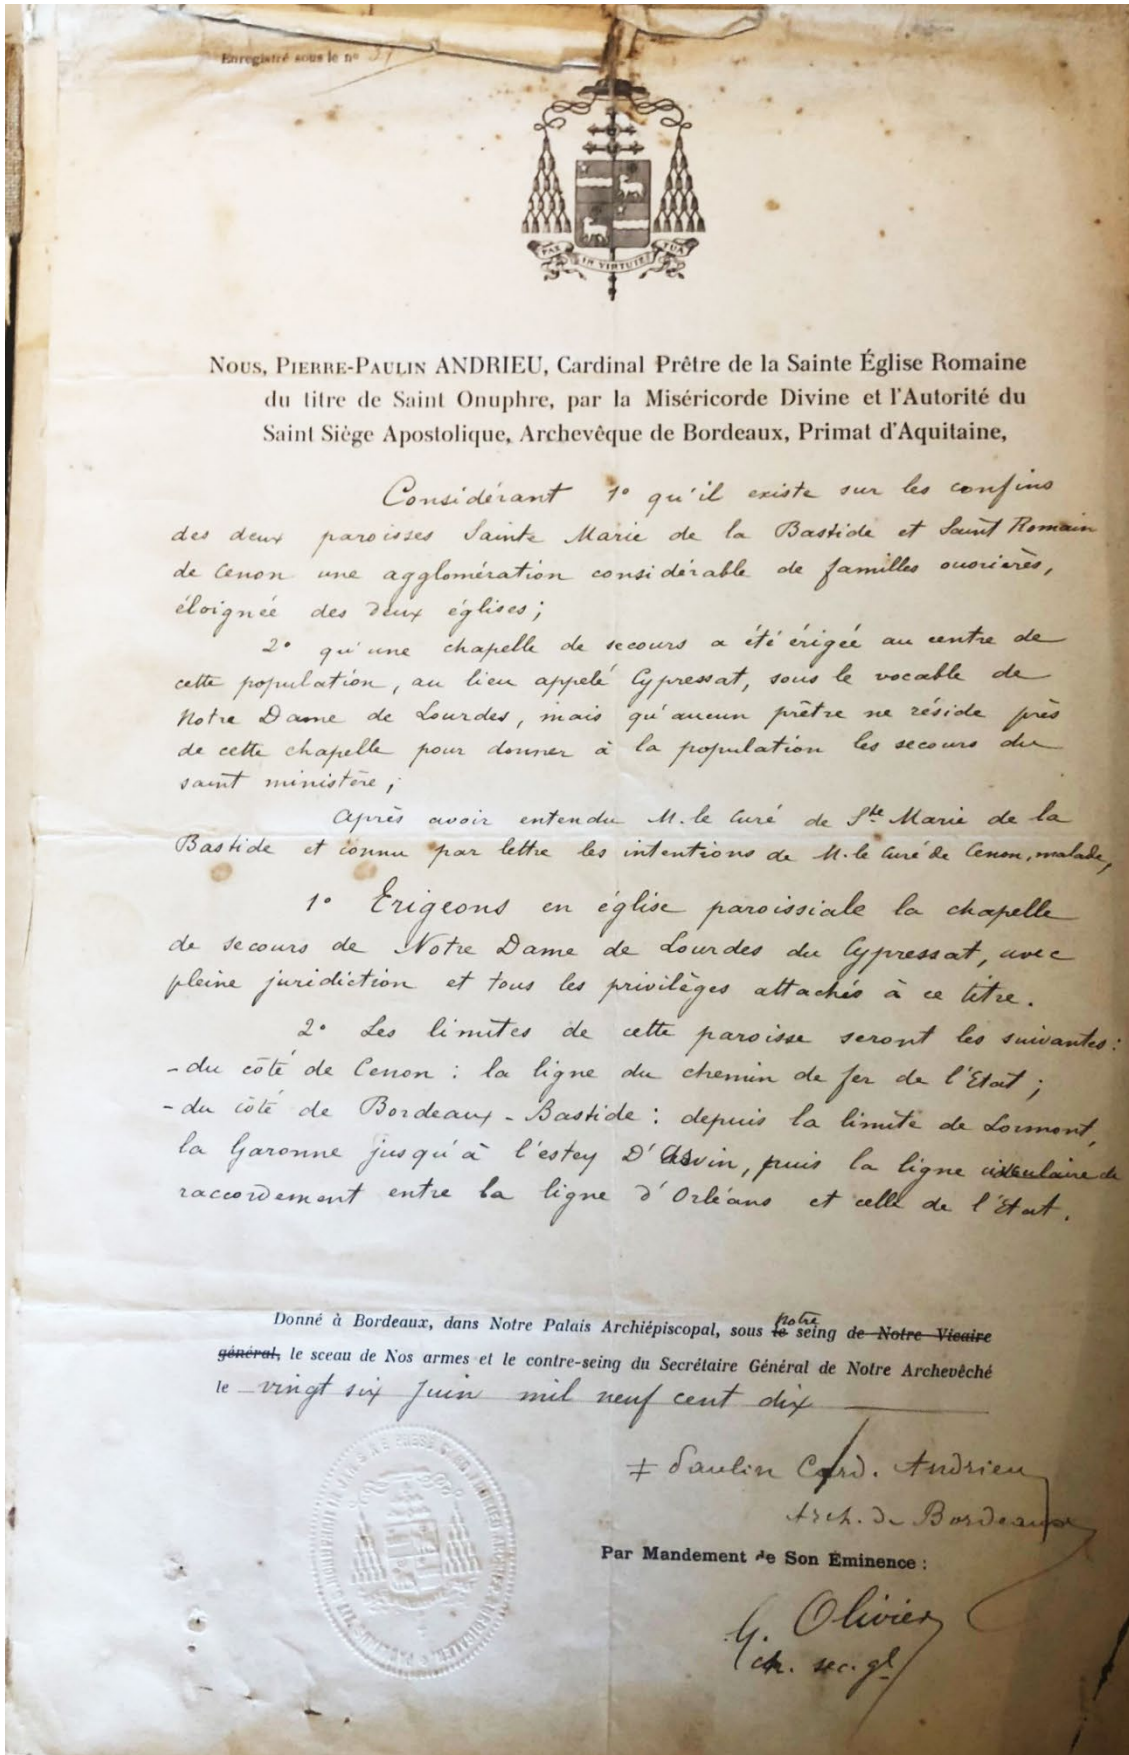 Enregistré sous le n°
PAX IN VIRTUTE TUA
NOUS, PIERRE-PAULIN ANDRIEU, Cardinal Prêtre de la Sainte Église Romaine
du titre de Saint Onuphre, par la Miséricorde Divine et l'Autorité du
Saint Siège Apostolique, Archevêque de Bordeaux, Primat d'Aquitaine,
Considérant 1° qu'il existe sur les confins
des deux paroisses Sainte Marie de la Bastide et Saint Romain
de Cenon une agglomération considérable de familles ouvrières,
éloignée des deux églises;
2° qu'une chapelle de secours a été érigée au centre de
cette population, au lieu appelé Cypressat, sous le vocable de
Notre Dame de Lourdes, mais qu'aucun prêtre ne réside près
de cette chapelle pour donner à la population les secours du
saint ministère;
Après avoir entendu M. le Curé de Ste Marie de la
Bastide et connu par lettre les intentions de M. le Curé de Cenon, malade,
1° Erigeons en église paroissiale la chapelle
de secours de Notre Dame de Lourdes du Cypressat, avec
pleine juridiction et tous les privilèges attachés à ce titre.
2° Les limites de cette paroisse seront les suivantes:
- du côté de Cenon : la ligne du chemin de fer de l'Etat;
- du côté de Bordeaux-Bastide : depuis la limite de Lormont,
la Garonne jusqu'à l'estey D', puis la ligne circulaire de
raccordement entre la ligne d'Orléans et celle de l'Etat.
Donné à Bordeaux, dans Notre Palais Archiépiscopal, sous le Notre seing de Notre Vicaire
général, le sceau de Nos armes et le contre-seing du Secrétaire Général de Notre Archevêché
le vingt six Juin mil neuf cent dix
‡ Paulin Card. Andrieu
Arch. de Bordeaux
Par Mandement de Son Éminence :
G. Olivier
ch. sec. gl